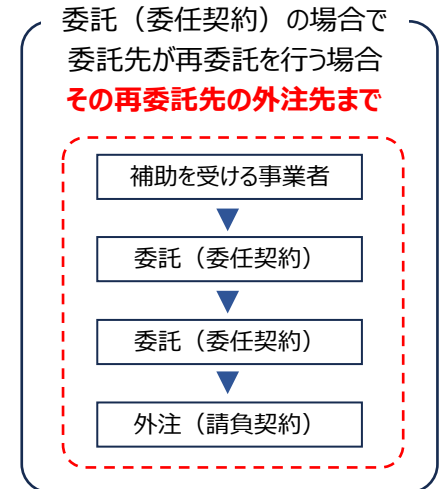 委託（委任契約）の場合で
委託先が再委託を行う場合
その再委託先の外注先まで
補助を受ける事業者
委託（委任契約）
委託（委任契約）
外注（請負契約）